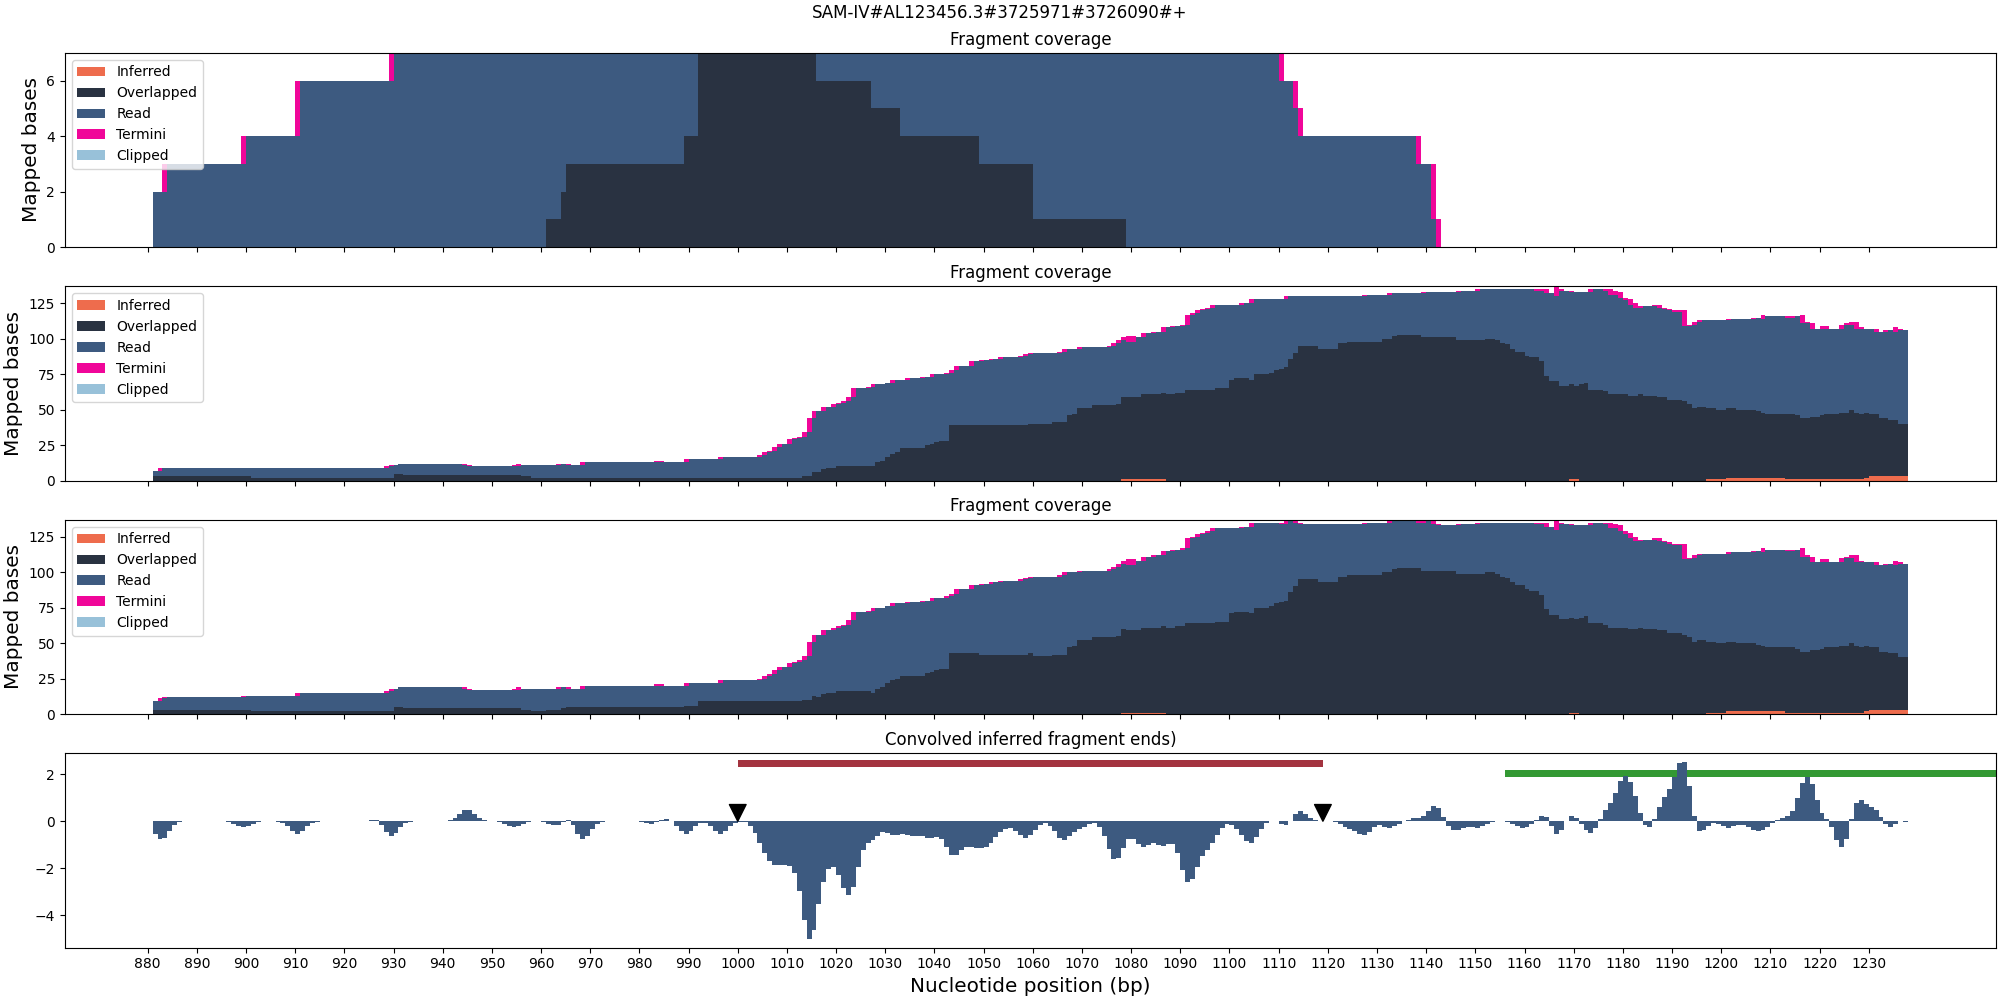 SAM-IV#AL123456.3#3725971#3726090#+
Fragment coverage
Mapped bases
6
4
2
0
Inferred
Overlapped
Read
Termini
Clipped
Fragment coverage
Mapped bases
125
100
75
50
25
0
Inferred
Overlapped
Read
Termini
Clipped
Fragment coverage
Mapped bases
125
100
75
50
25
0
Inferred
Overlapped
Read
Termini
Clipped
Convolved inferred fragment ends)
2
0
−2
−4
880 890 900 910 920 930 940 950 960 970 980 990 1000 1010 1020 1030 1040 1050 1060 1070 1080 1090 1100 1110 1120 1130 1140 1150 1160 1170 1180 1190 1200 1210 1220 1230
Nucleotide position (bp)